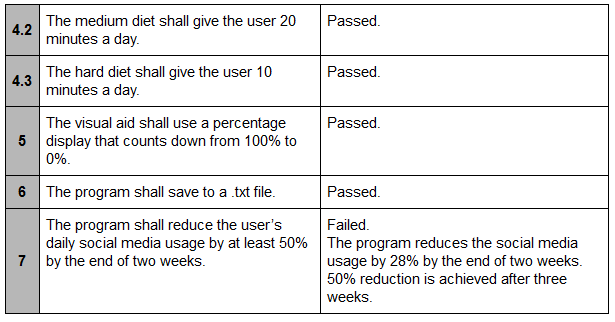 4.2
The medium diet shall give the user 20
minutes a day.
Passed.
4.3
The hard diet shall give the user 10
minutes a day.
Passed.
5
The visual aid shall use a percentage
display that counts down from 100% to
0%.
Passed.
6
The program shall save to a .txt file.
Passed.
7
The program shall reduce the user’s
daily social media usage by at least 50%
by the end of two weeks.
Failed.
The program reduces the social media
usage by 28% by the end of two weeks.
50% reduction is achieved after three
weeks.